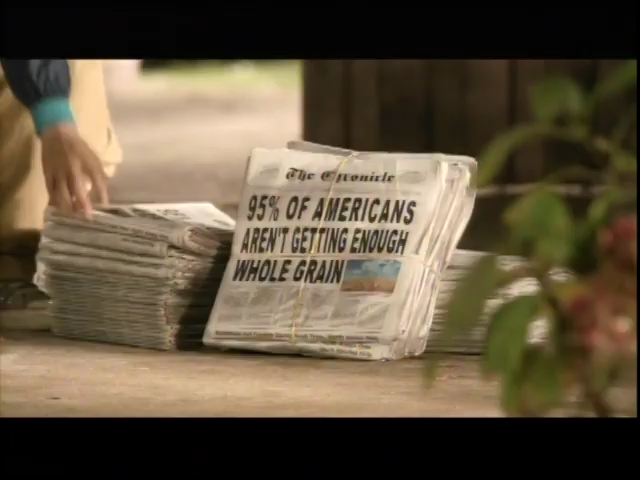 The Chronicle
95% OF AMERICANS
AREN'T GETTING ENOUGH
WHOLE GRAIN